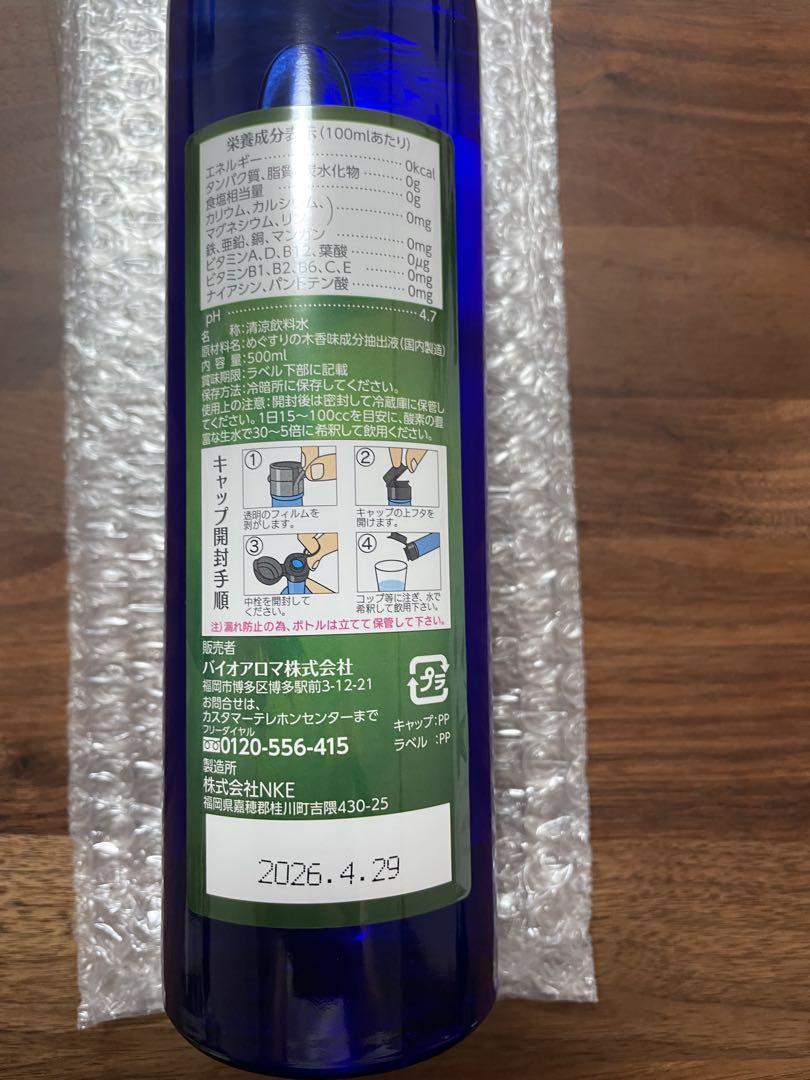 栄養成分表示(100mlあたり)
エネルギー 0kcal
タンパク質、脂質、炭水化物 0g
食塩相当量 0g
カリウム、カルシウム、
マグネシウム、リン) 0mg
鉄、亜鉛、銅、マンガン 0mg
ビタミンA、D、B12、葉酸 0μg
ビタミンB1、B2、B6、C、E 0mg
ナイアシン、パントテン酸 0mg
pH 4.7
名 称:清涼飲料水
原材料名:めぐすりの木香味成分抽出液(国内製造)
内 容 量:500ml
賞味期限:ラベル下部に記載
保存方法:冷暗所に保存してください。
使用上の注意:開封後は密封して冷蔵庫に保管し
てください。1日15〜100ccを目安に、酸素の豊
富な生水で30〜5倍に希釈して飲用ください。
キャップ開封手順
①
透明のフィルムを
剥がします。
②
キャップの上フタを
開けます。
③
中栓を開封して
ください。
④
コップ等に注ぎ、水で
希釈して飲用下さい。
注)漏れ防止の為、ボトルは立てて保管して下さい。
販売者
バイオアロマ株式会社
福岡市博多区博多駅前3-12-21
お問合せは、
カスタマーテレホンセンターまで
フリーダイヤル
0120-556-415
プラ
キャップ:PP
ラベル :PP
製造所
株式会社NKE
福岡県嘉穂郡桂川町吉隈430-25
2026.4.29